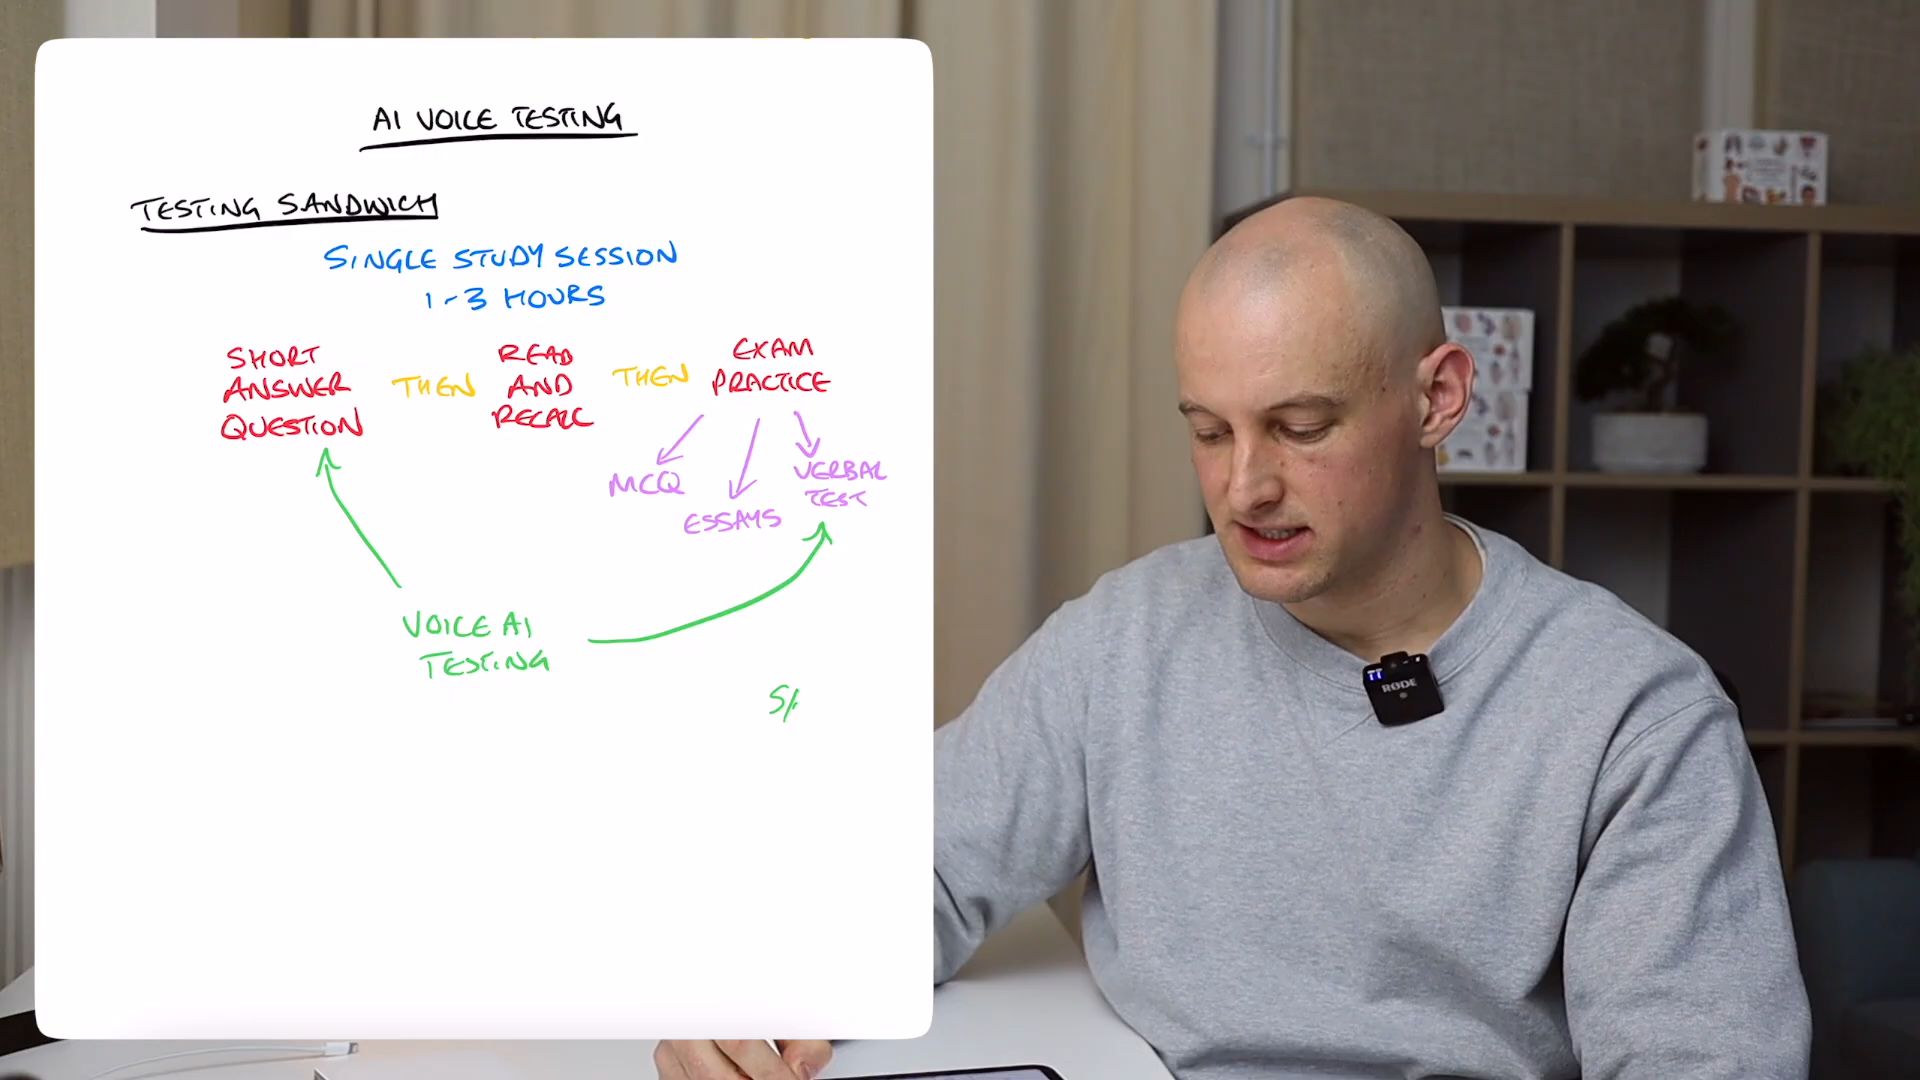 AI VOICE TESTING
TESTING SANDWICH
SINGLE STUDY SESSION
1-3 HOURS
SHORT
ANSWER
QUESTION
THEN
READ
AND
RECALL
THEN
EXAM
PRACTICE
MCQ
ESSAYS
VERBAL
TEST
VOICE AI
TESTING
RØDE